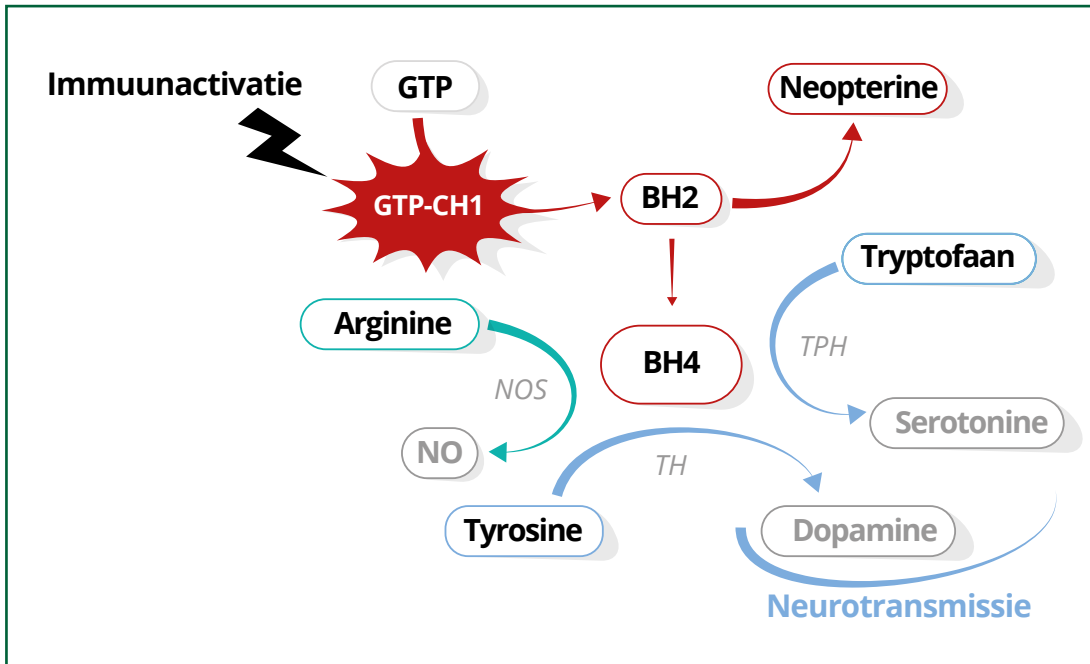 Immuunactivatie
GTP
Neopterine
GTP-CH1
BH2
Tryptofaan
Arginine
TPH
BH4
NOS
Serotonine
NO
TH
Tyrosine
Dopamine
Neurotransmissie